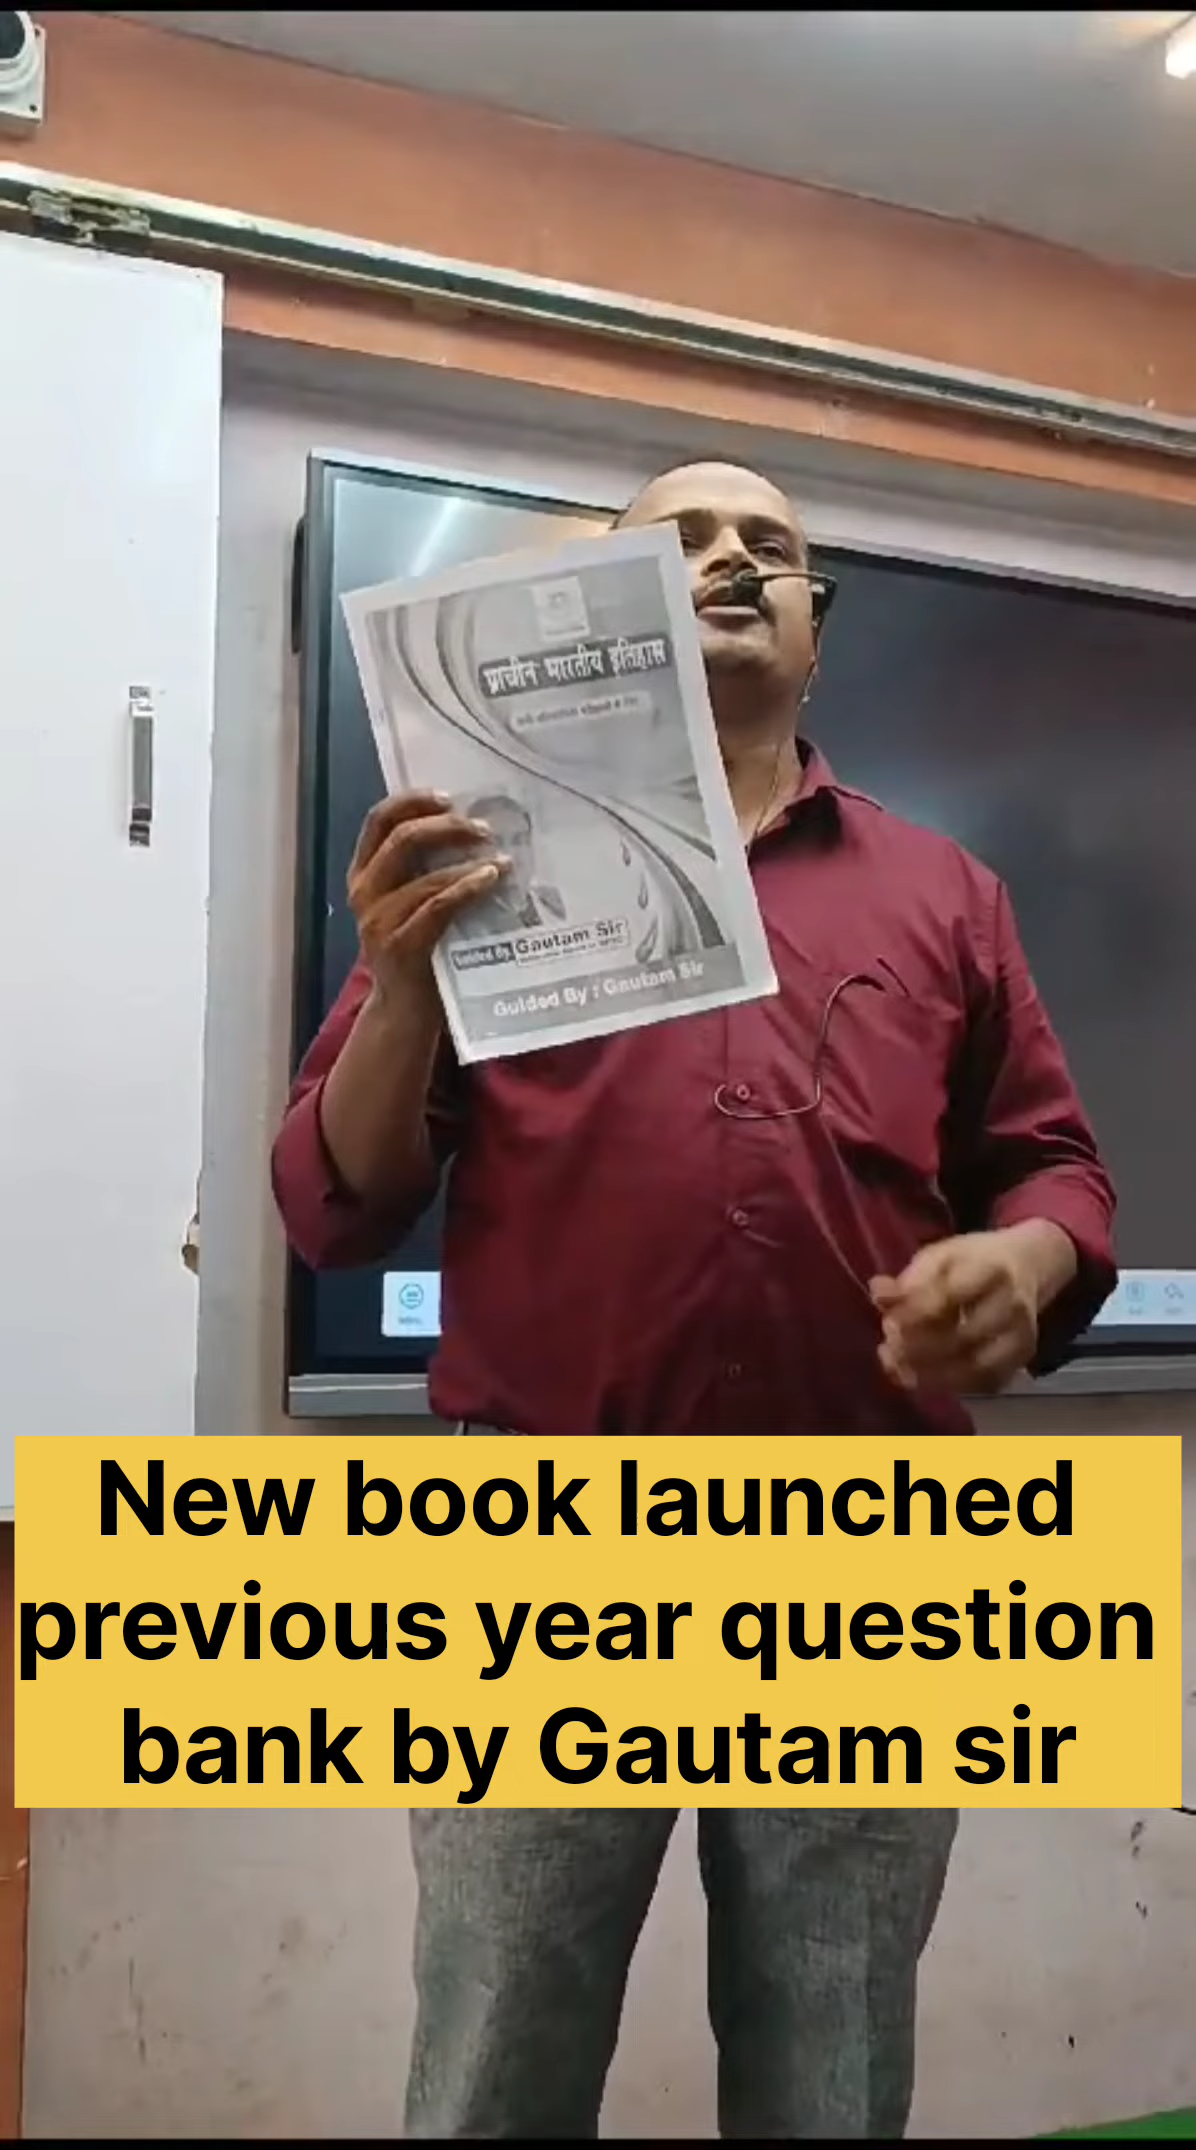 प्राचीन भारतीय इतिहास
Guided By Gautam Sir
Guided By : Gautam Sir
New book launched
previous year question
bank by Gautam sir